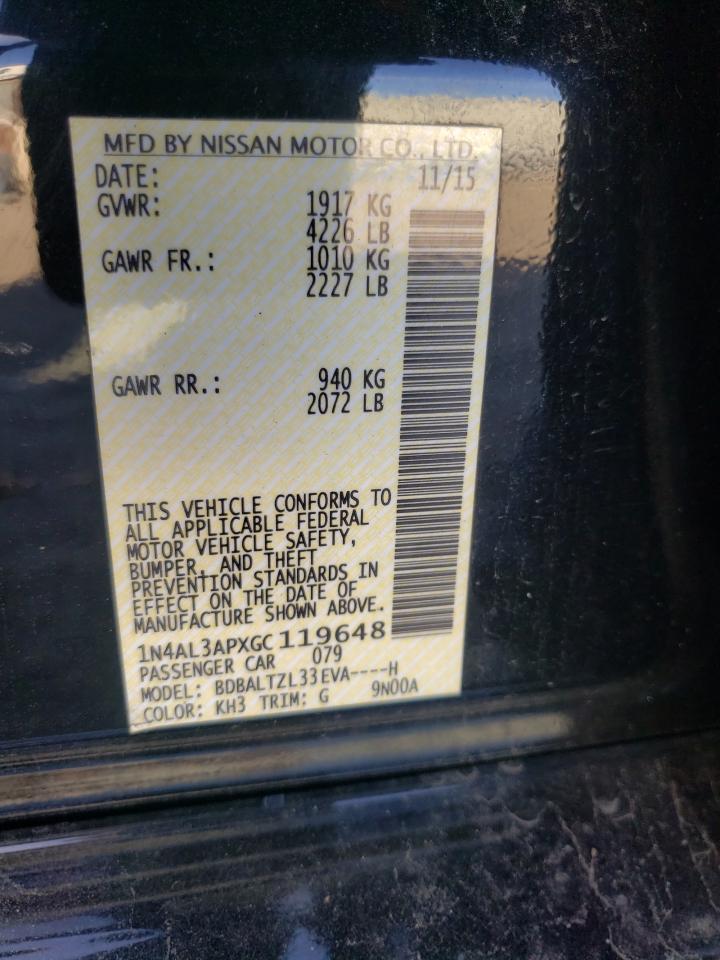 MFD BY NISSAN MOTOR CO., LTD.
DATE: 11/15
GVWR: 1917 KG
4226 LB
GAWR FR.: 1010 KG
2227 LB
GAWR RR.: 940 KG
2072 LB
THIS VEHICLE CONFORMS TO
ALL APPLICABLE FEDERAL
MOTOR VEHICLE SAFETY,
BUMPER, AND THEFT
PREVENTION STANDARDS IN
EFFECT ON THE DATE OF
MANUFACTURE SHOWN ABOVE.
1N4AL3APXGC119648
PASSENGER CAR 079
MODEL: BDBALTZL33EVA----H
COLOR: KH3 TRIM: G 9N00A